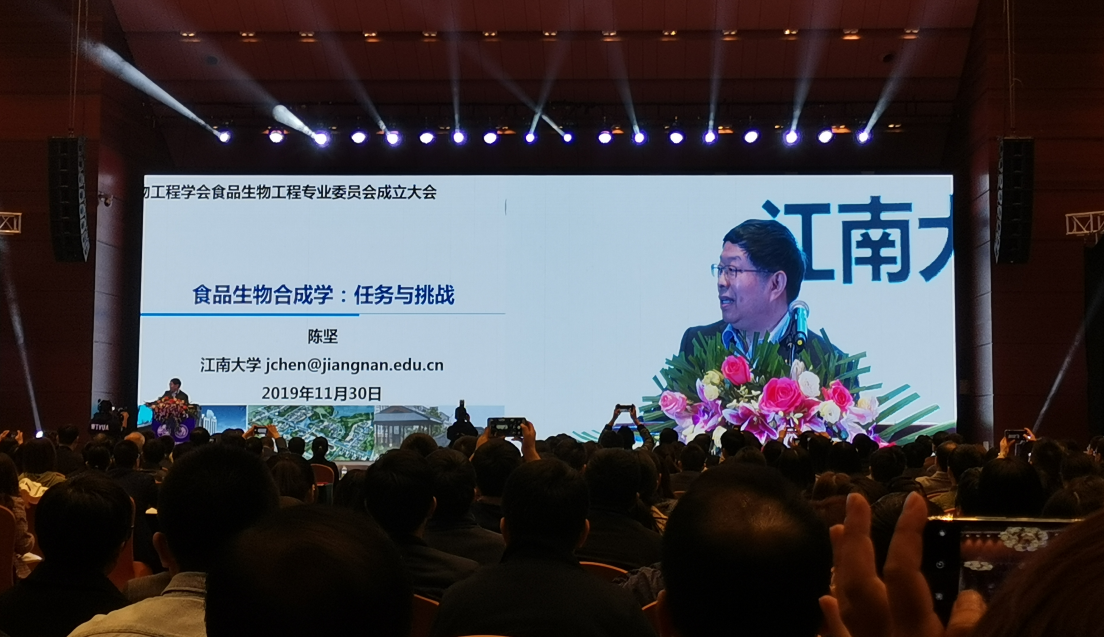 物工程学会食品生物工程专业委员会成立大会
食品生物合成学：任务与挑战
陈坚
江南大学 jchen@jiangnan.edu.cn
2019年11月30日
江南大